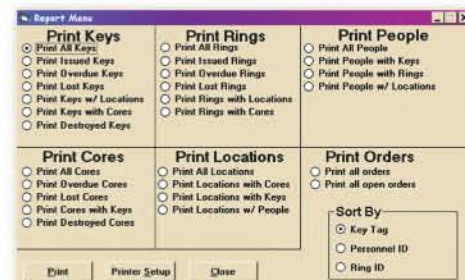 Report Menu
Print Keys
Print All Keys
Print Issued Keys
Print Overdue Keys
Print Lost Keys
Print Keys w/ Locations
Print Keys with Cores
Print Destroyed Keys
Print Rings
Print All Rings
Print Issued Rings
Print Overdue Rings
Print Lost Rings
Print Rings with Locations
Print Rings with Cores
Print People
Print All People
Print People with Keys
Print People with Rings
Print People w/ Locations
Print Cores
Print All Cores
Print Overdue Cores
Print Lost Cores
Print Cores with Keys
Print Destroyed Cores
Print Locations
Print All Locations
Print Locations with Cores
Print Locations with Keys
Print Locations w/ People
Print Orders
Print all orders
Print all open orders
Sort By
Key Tag
Personnel ID
Ring ID
Print
Printer Setup
Close